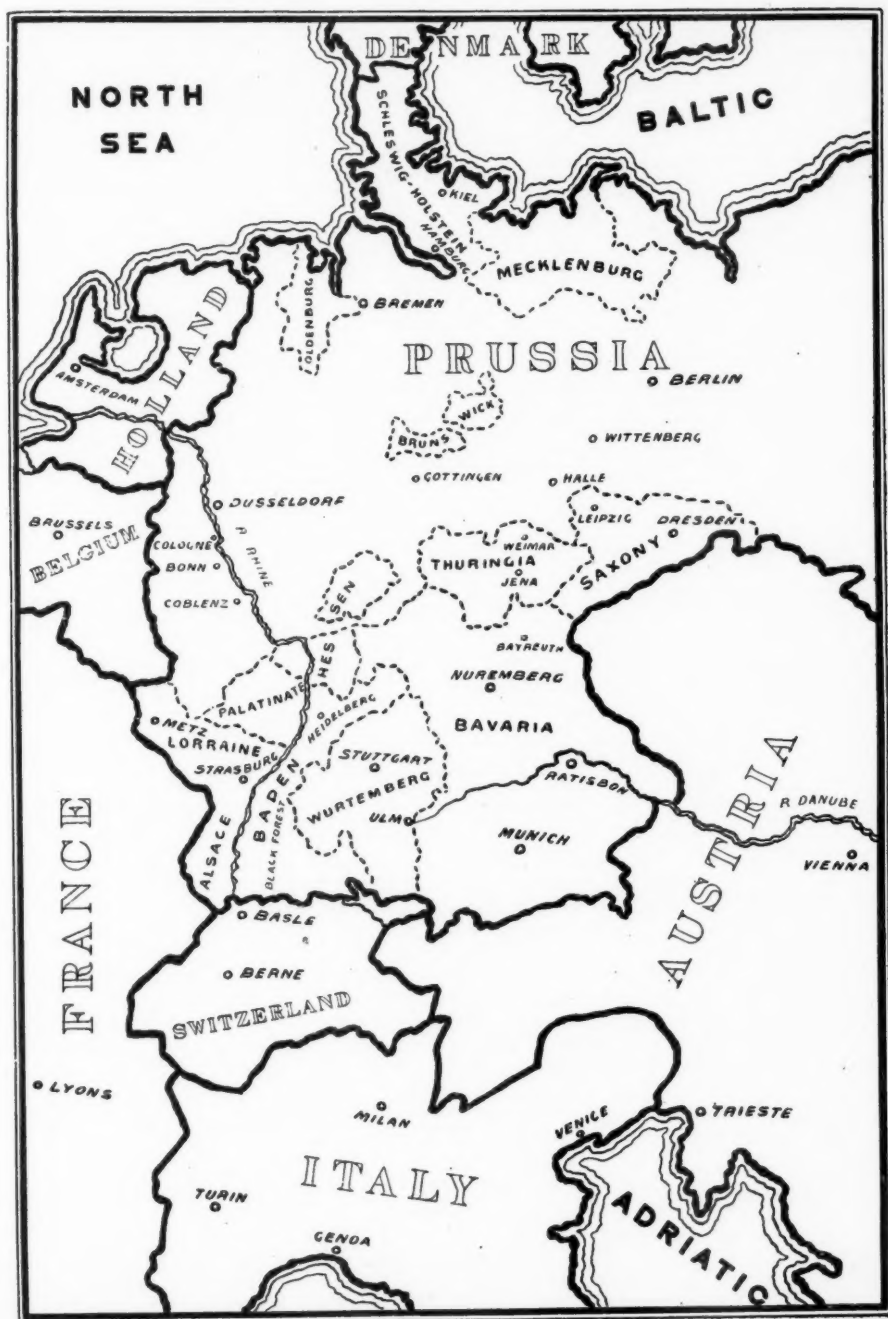 DENMARK
NORTH
SEA
BALTIC
SCHLESWIG-HOLSTEIN
KIEL
HAMBURG
MECKLENBURG
OLDENBURG
BREMEN
HOLLAND
AMSTERDAM
PRUSSIA
BERLIN
BRUNS
WICK
WITTENBERG
GOTTINGEN
HALLE
DUSSELDORF
LEIPZIG
DRESDEN
BRUSSELS
BELGIUM
COLOGNE
R. RHINE
BONN
WEIMAR
THURINGIA
JENA
SAXONY
COBLENZ
HES
SEN
BAYREUTH
NUREMBERG
PALATINATE
HEIDELBERG
METZ
LORRAINE
BAVARIA
STRASBURG
STUTTGART
RATISBON
BADEN
WURTEMBERG
ULM
R. DANUBE
ALSACE
BLACK FOREST
MUNICH
VIENNA
AUSTRIA
FRANCE
BASLE
BERNE
SWITZERLAND
LYONS
MILAN
VENICE
TRIESTE
ITALY
TURIN
GENOA
ADRIATIC